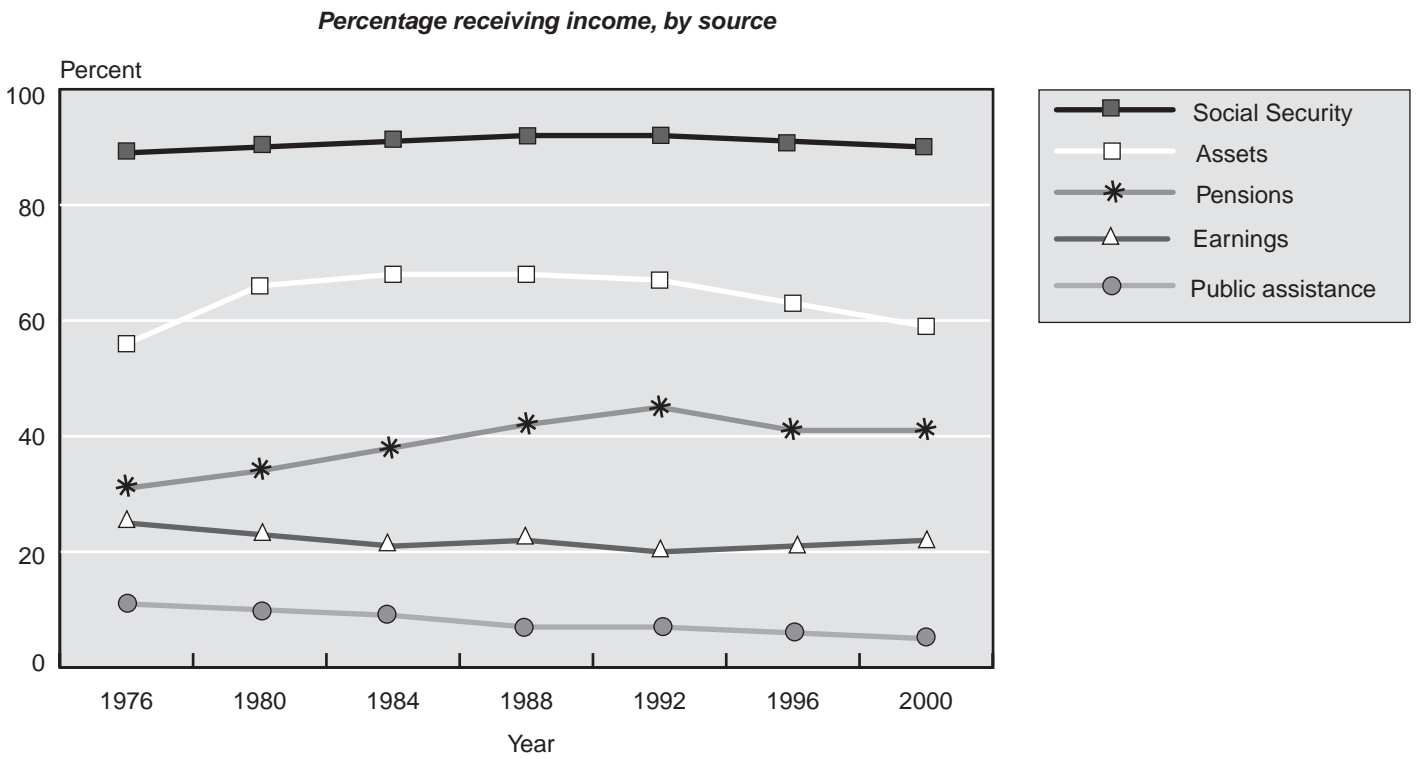 Percentage receiving income, by source
Percent
100
80
60
40
20
0
1976 1980 1984 1988 1992 1996 2000
Year
Social Security
Assets
Pensions
Earnings
Public assistance